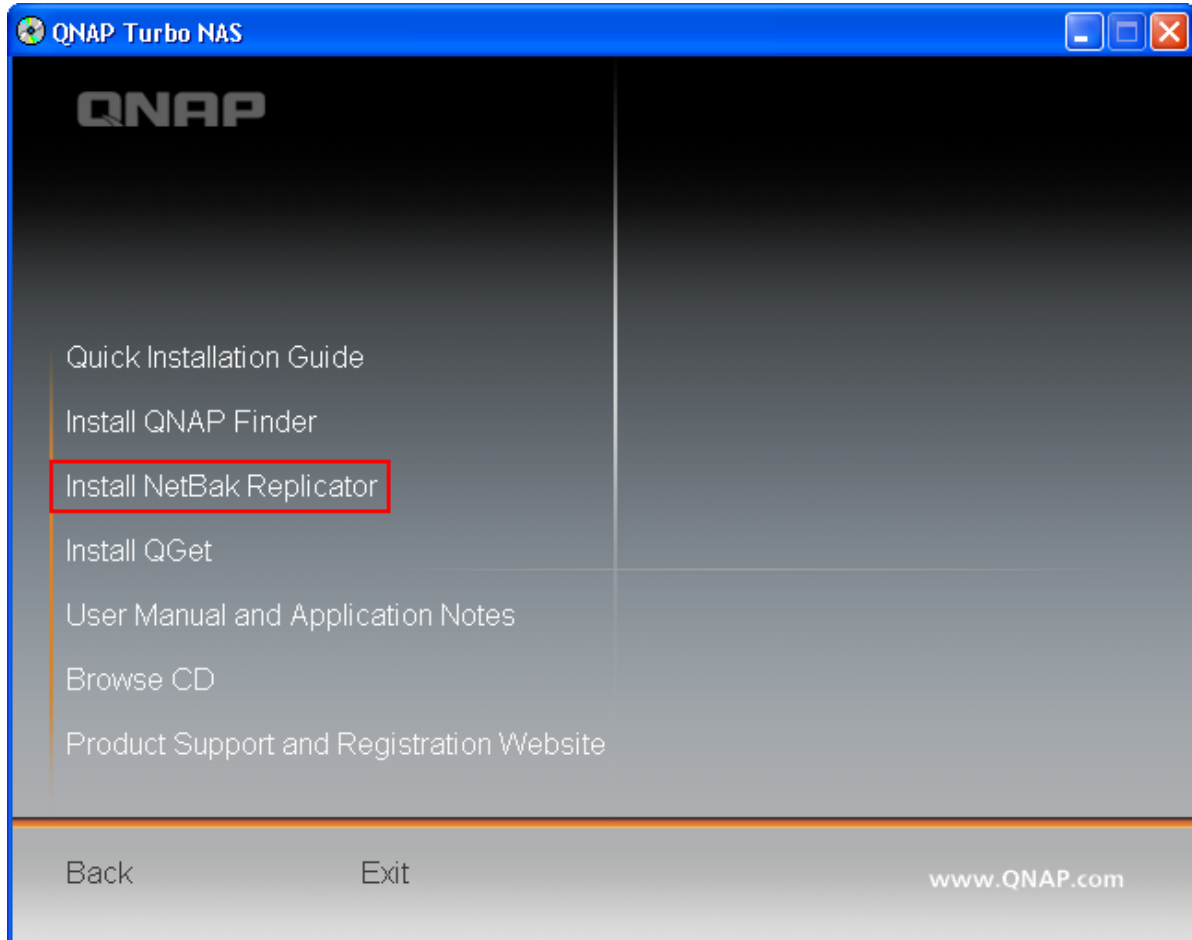 QNAP Turbo NAS
QNAP
Quick Installation Guide
Install QNAP Finder
Install NetBak Replicator
Install QGet
User Manual and Application Notes
Browse CD
Product Support and Registration Website
Back Exit www.QNAP.com